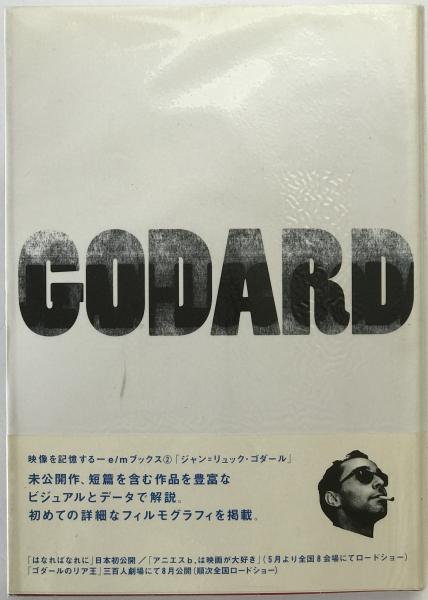 GODARD
映像を記憶するー e/mブックス②「ジャン=リュック・ゴダール」
未公開作、短篇を含む作品を豊富な
ビジュアルとデータで解説。
初めての詳細なフィルモグラフィを掲載。
「はなればなれに」日本初公開/「アニエスb.は映画が大好き」(5月より全国8会場にてロードショー)
「ゴダールのリア王」三百人劇場にて8月公開(順次全国ロードショー)